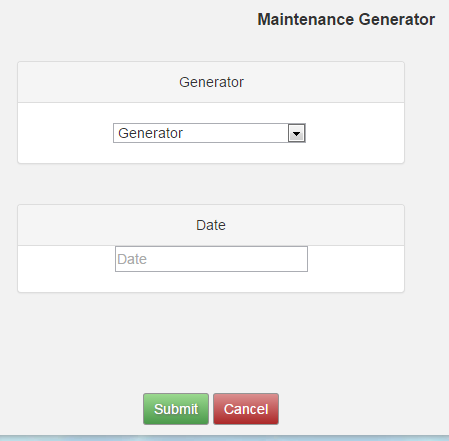 Maintenance Generator
Generator
Generator
Date
Date
Submit Cancel